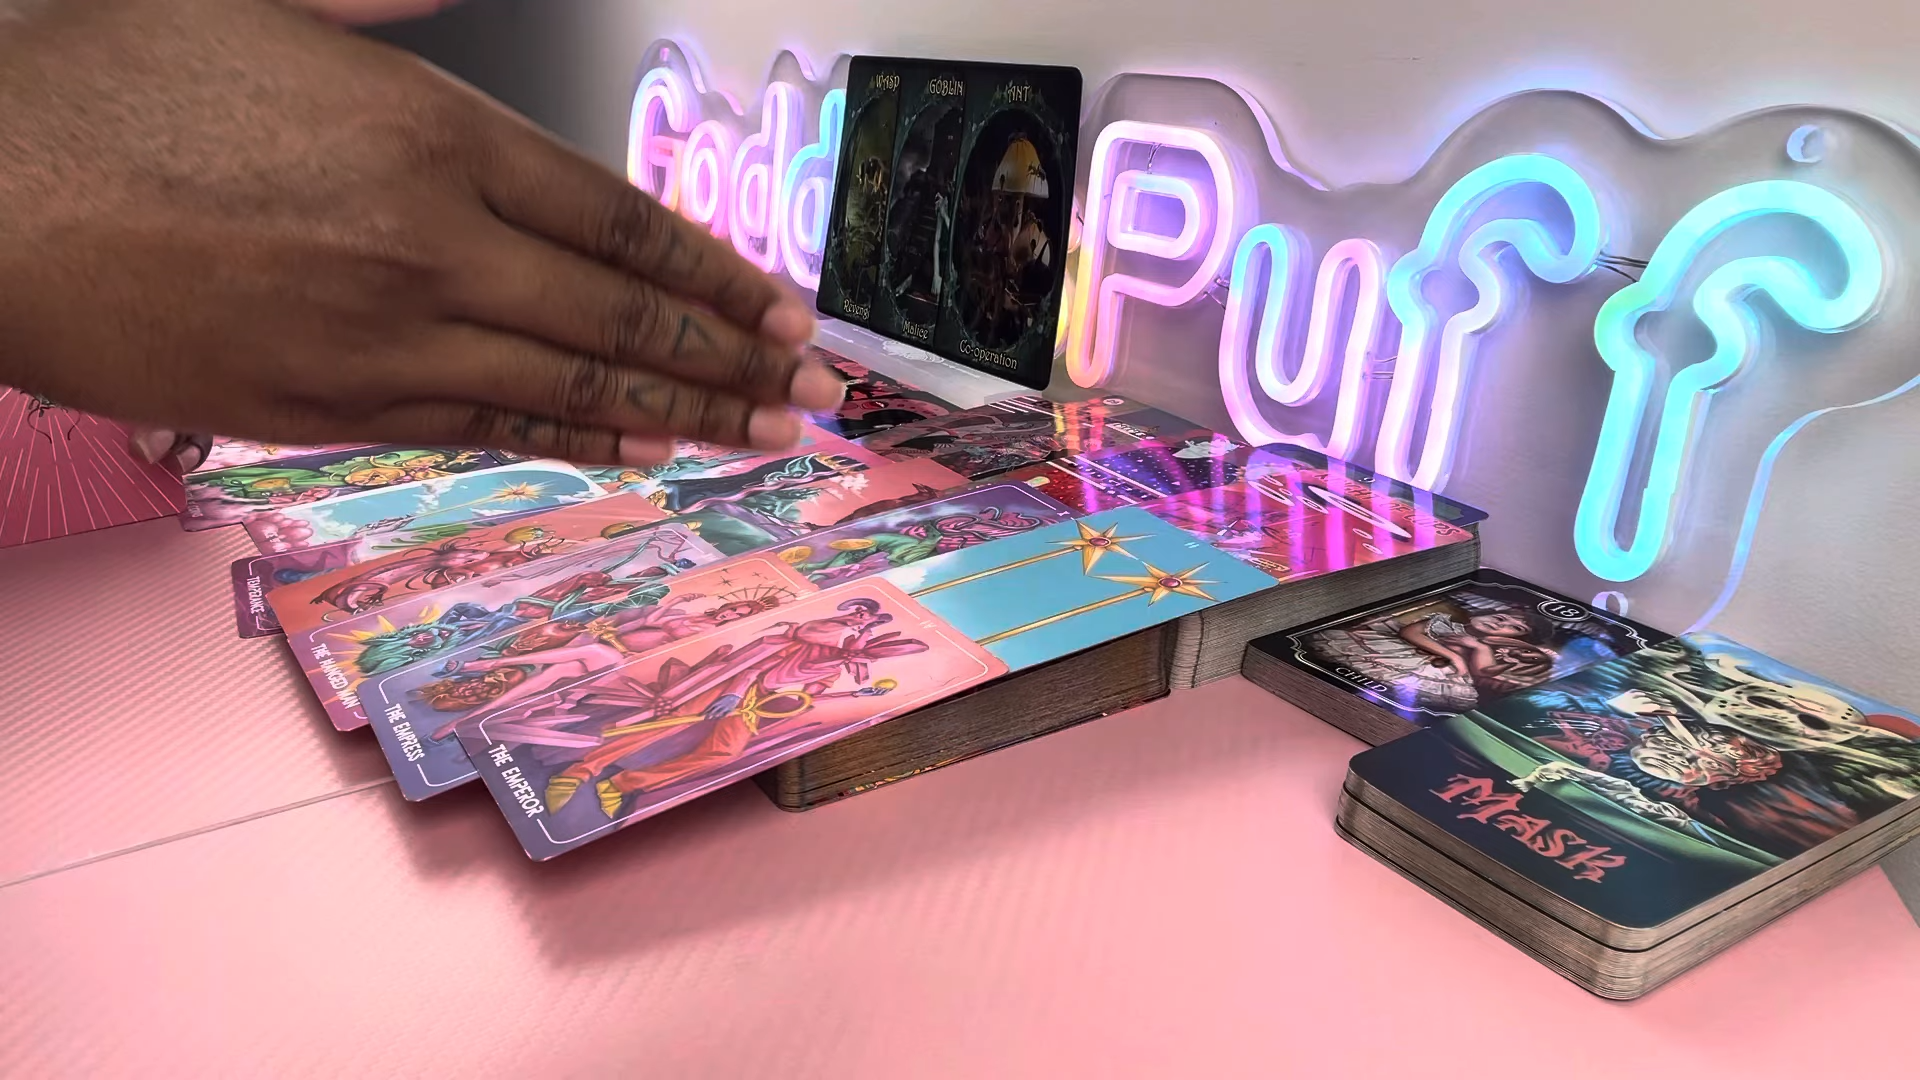 Godd
Puff
WASP
GOBLIN
ANT
Malice
Co-operation
TEMPERANCE
THE HANGED MAN
THE EMPRESS
IV
THE EMPEROR
18
CHILD
MASK